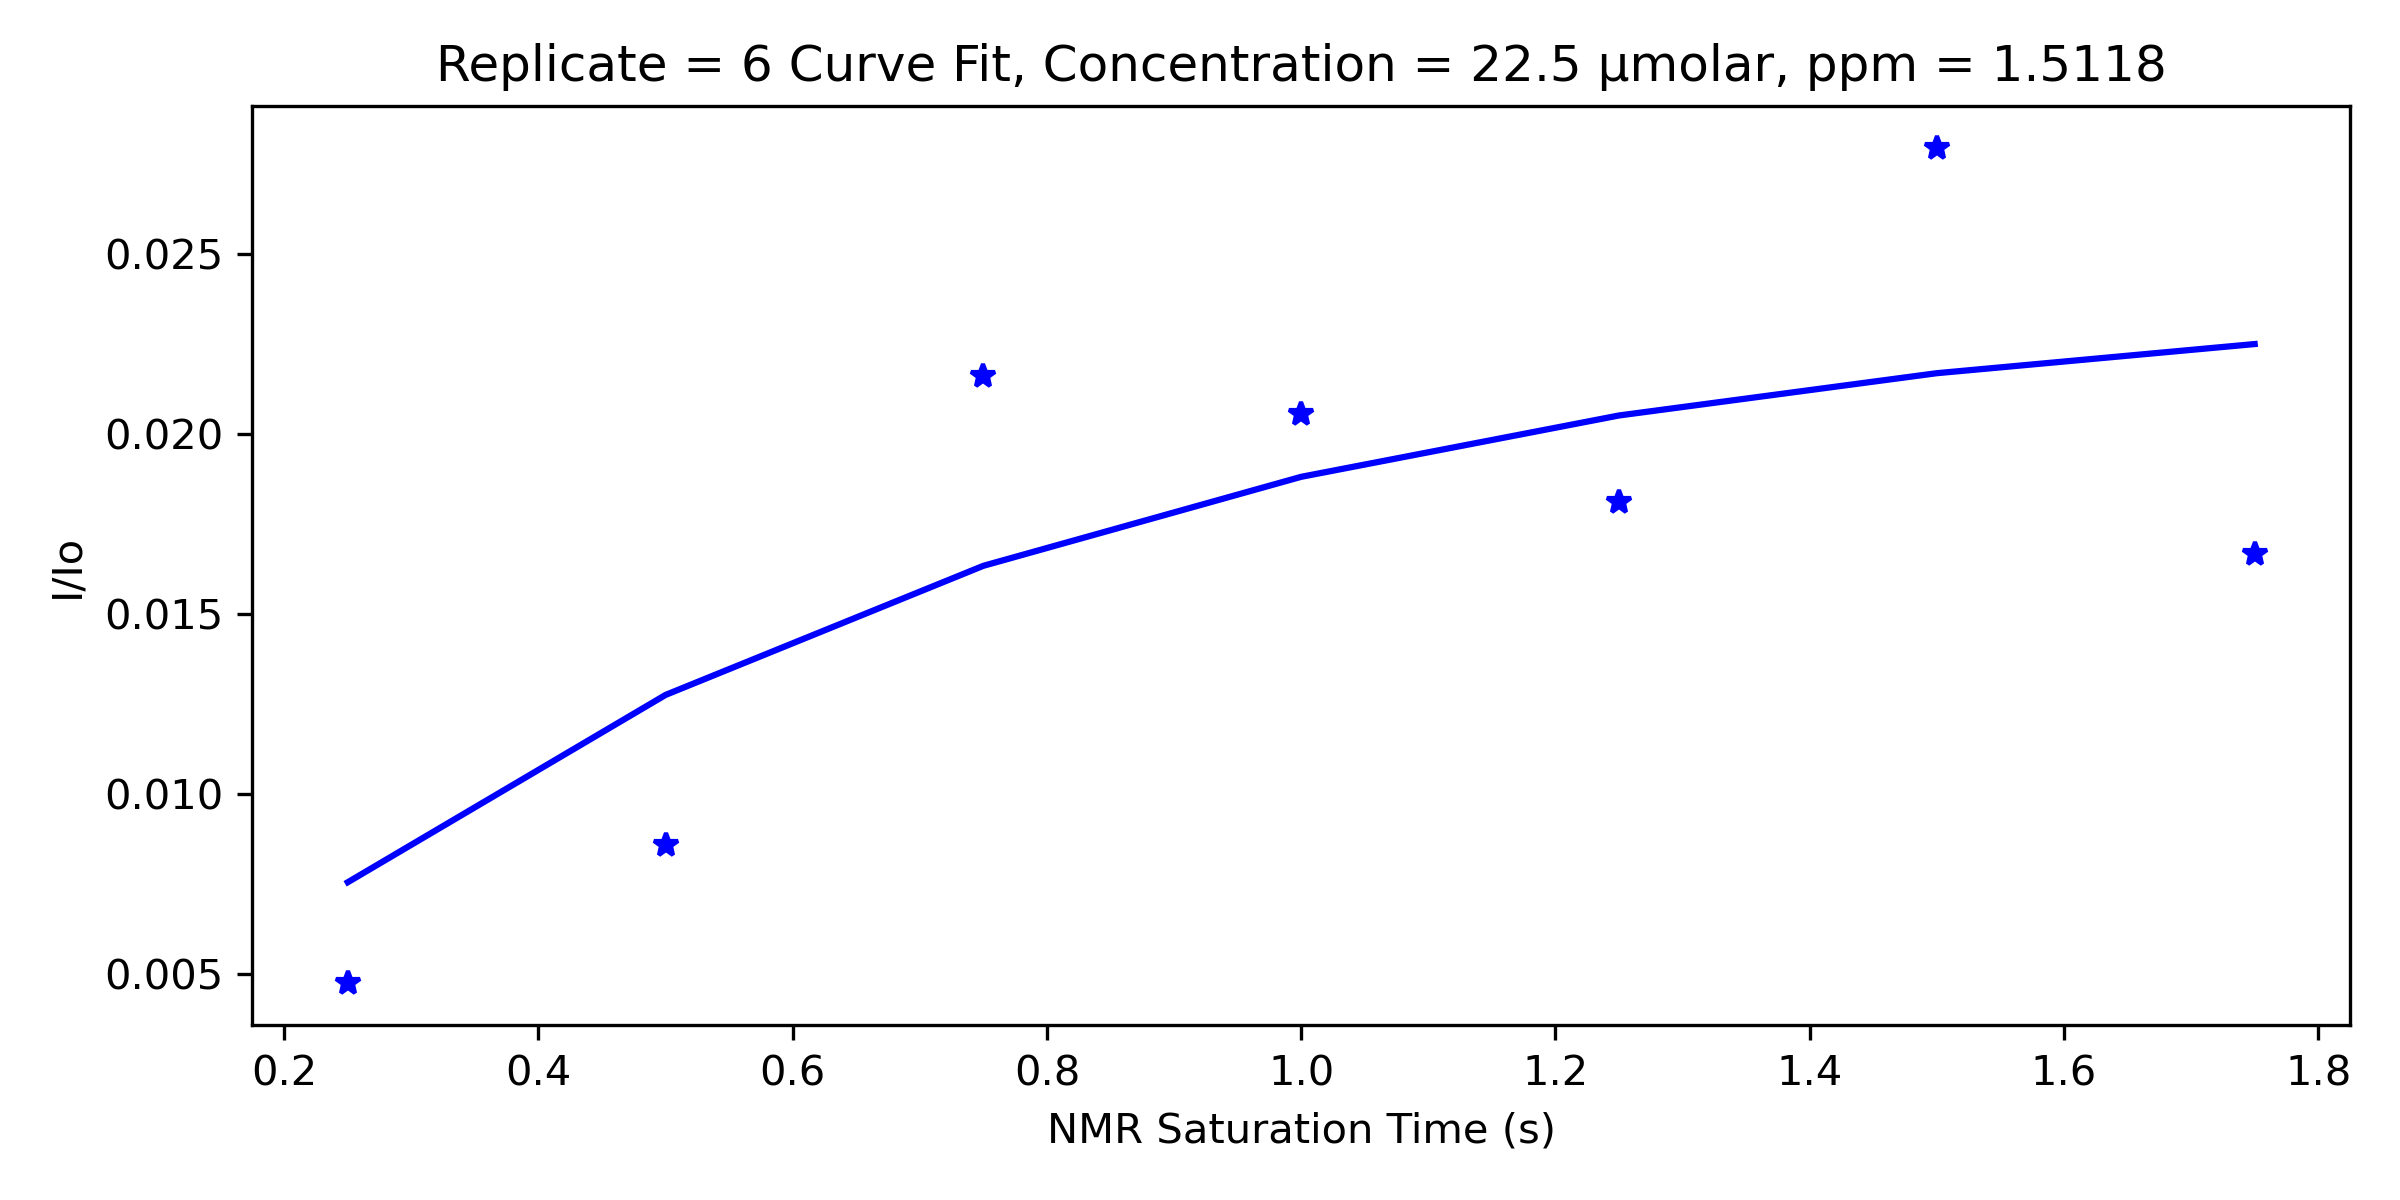 Replicate = 6 Curve Fit, Concentration = 22.5 µmolar, ppm = 1.5118
I/Io
0.025
0.020
0.015
0.010
0.005
0.2 0.4 0.6 0.8 1.0 1.2 1.4 1.6 1.8
NMR Saturation Time (s)